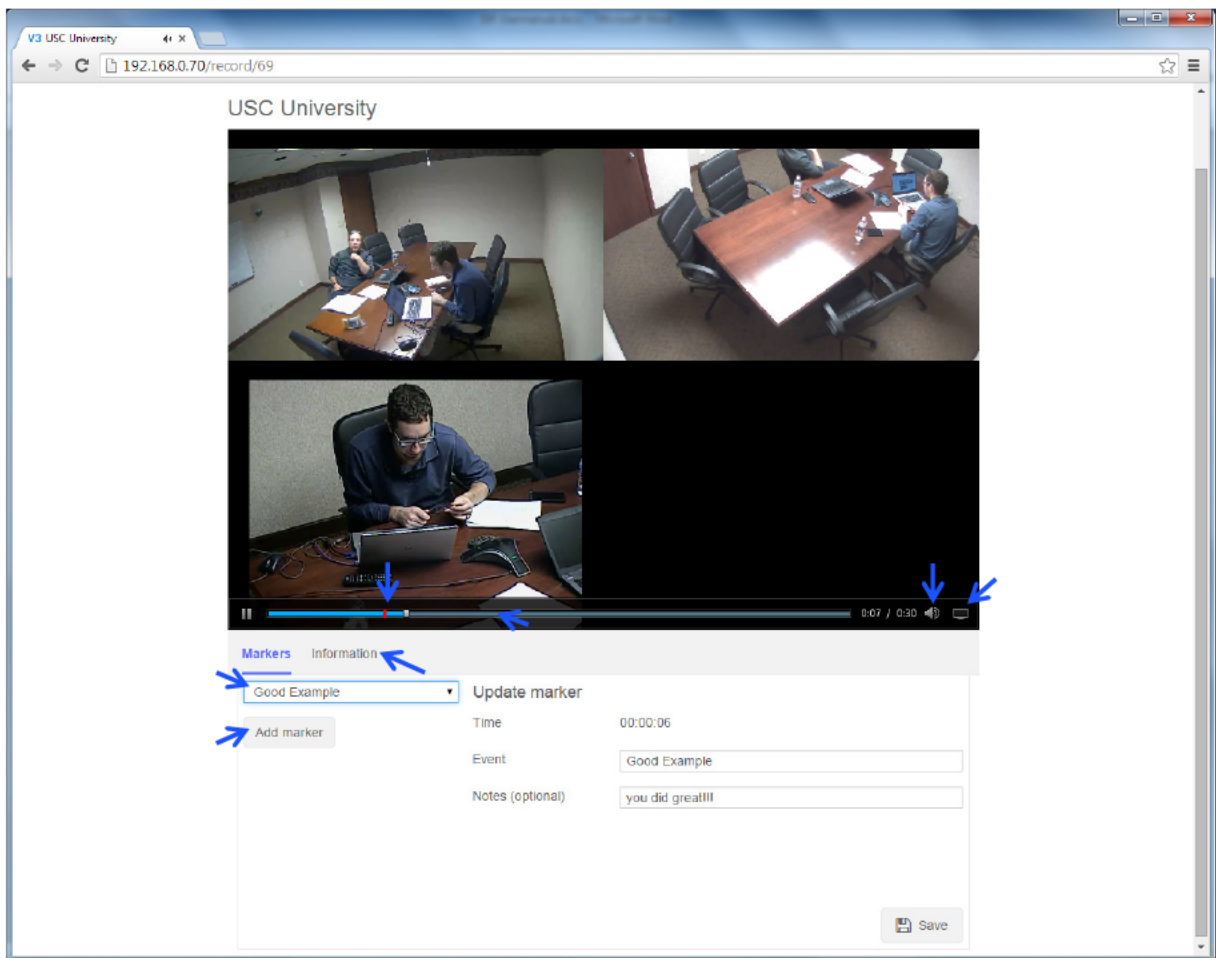 V3 USC University
192.168.0.70/record/69
USC University
0:07 / 0:30
Markers Information
Good Example
Update marker
Add marker
Time 00:00:06
Event Good Example
Notes (optional) you did great!!!
Save